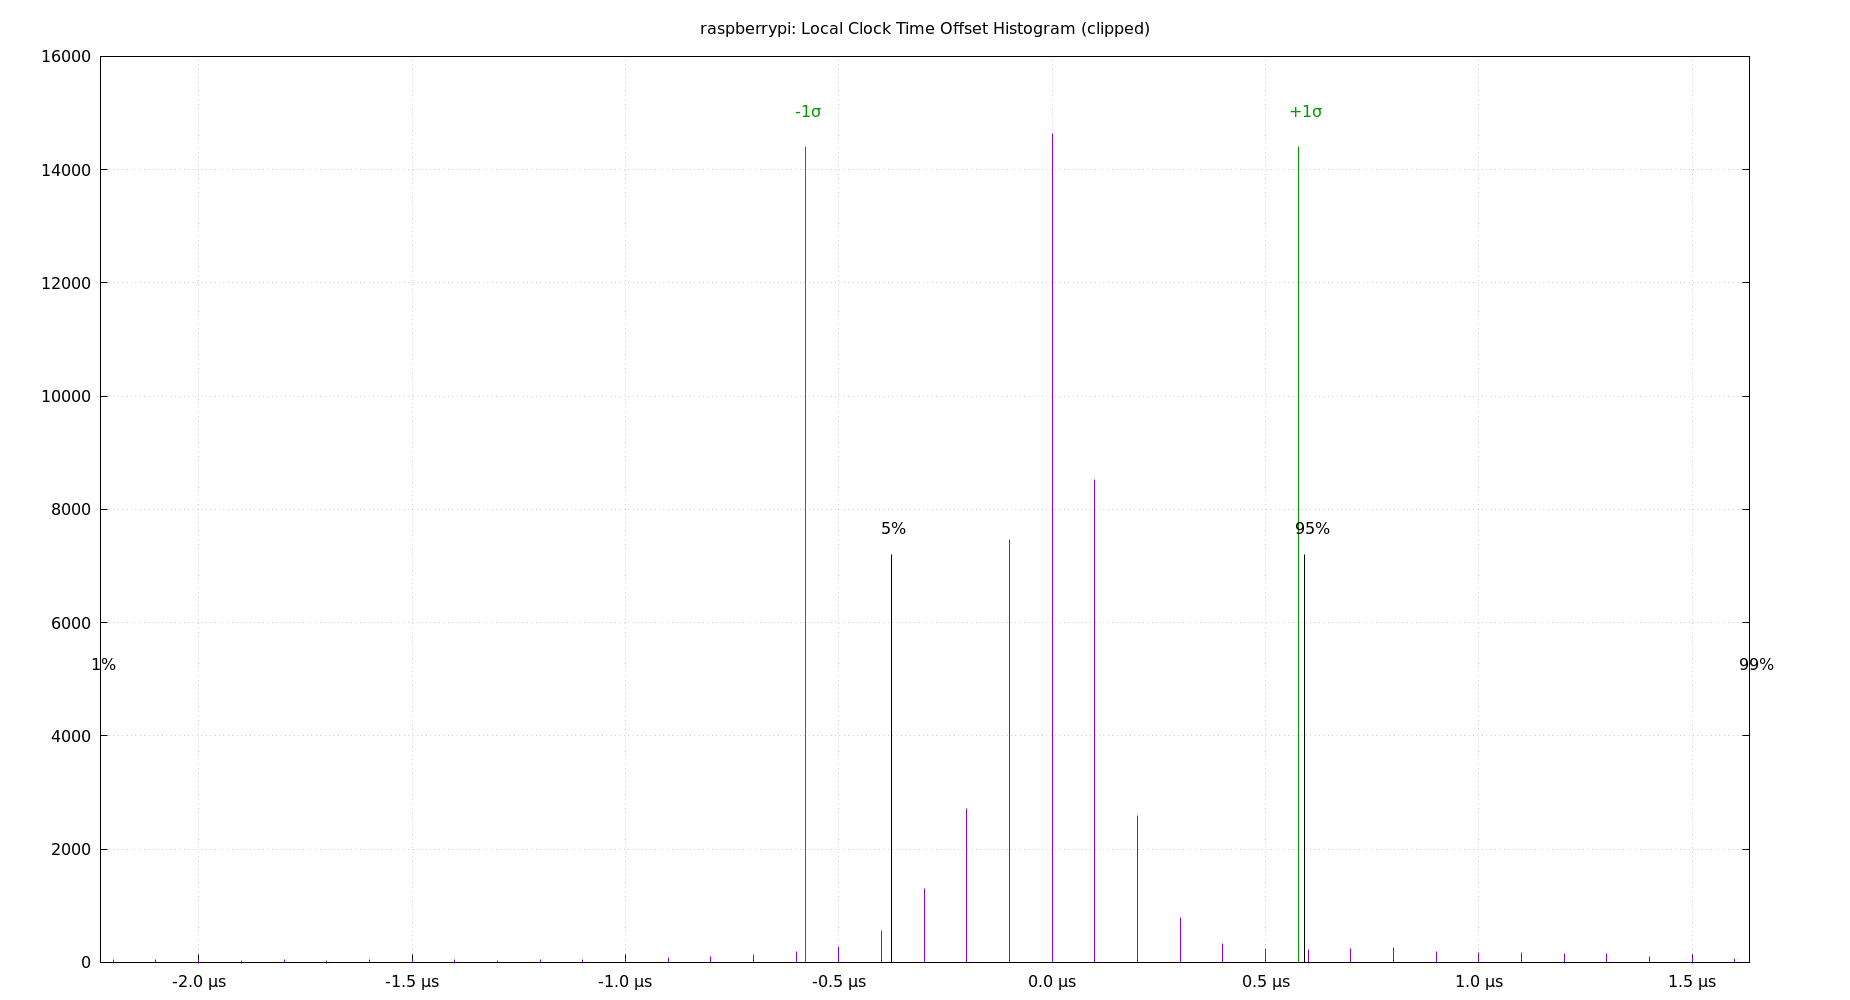 raspberrypi: Local Clock Time Offset Histogram (clipped)
16000
-1σ
+1σ
14000
12000
10000
8000
5%
95%
6000
1%
99%
4000
2000
0
-2.0 µs
-1.5 µs
-1.0 µs
-0.5 µs
0.0 µs
0.5 µs
1.0 µs
1.5 µs